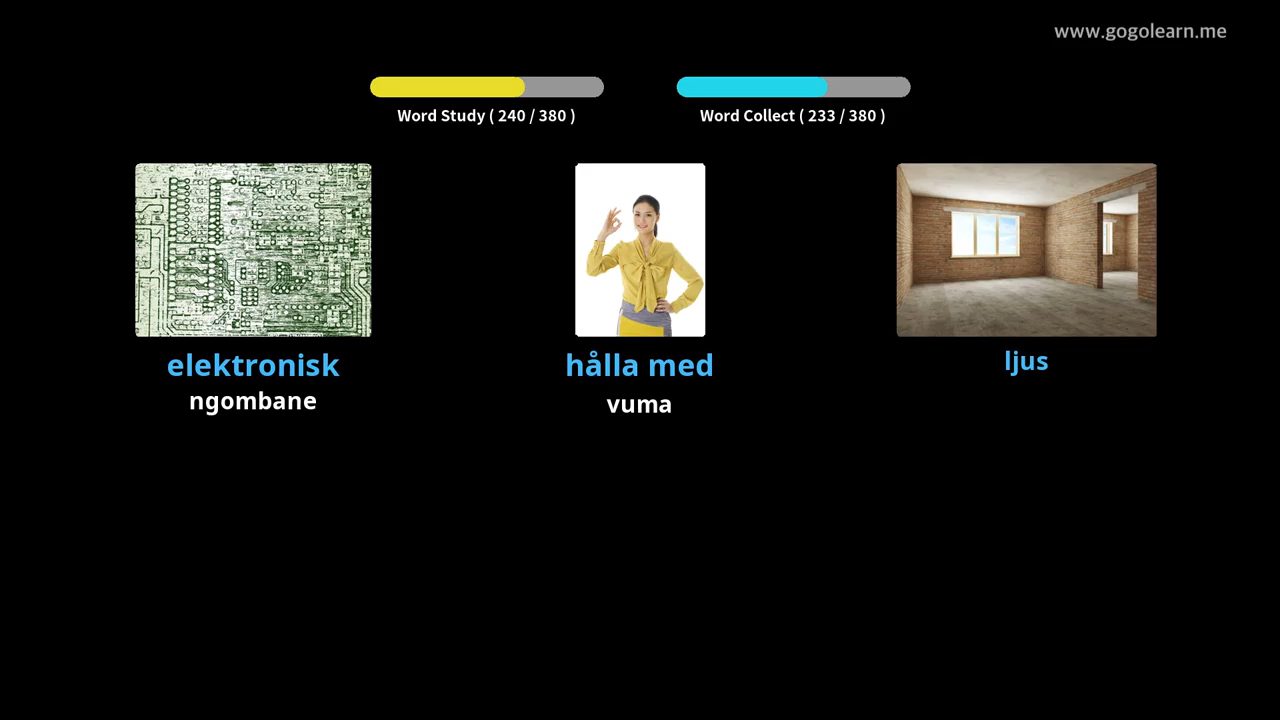 www.gogolearn.me
Word Study ( 240 / 380 )
Word Collect ( 233 / 380 )
elektronisk
ngombane
hålla med
vuma
ljus